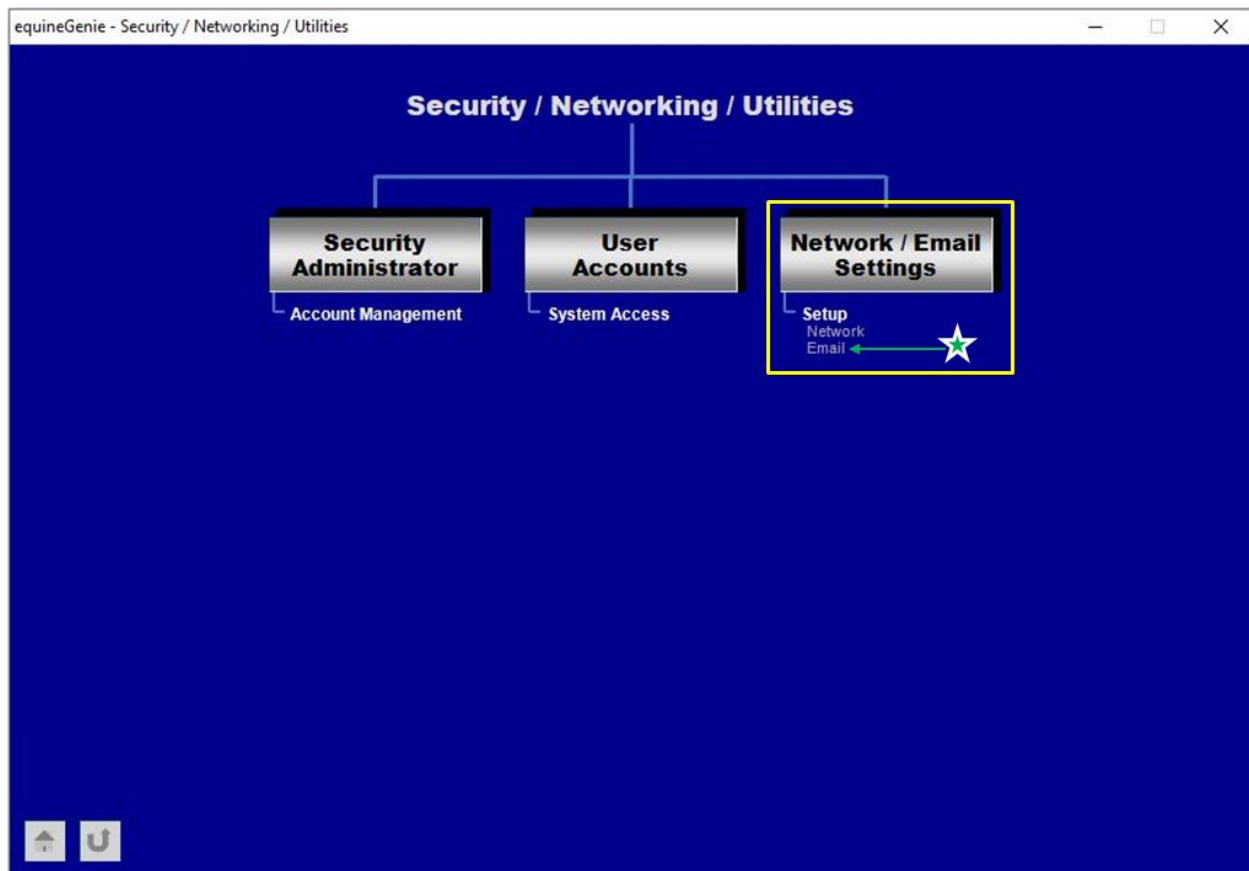 equineGenie - Security / Networking / Utilities
Security / Networking / Utilities
Security
Administrator
Account Management
User
Accounts
System Access
Network / Email
Settings
Setup
Network
Email